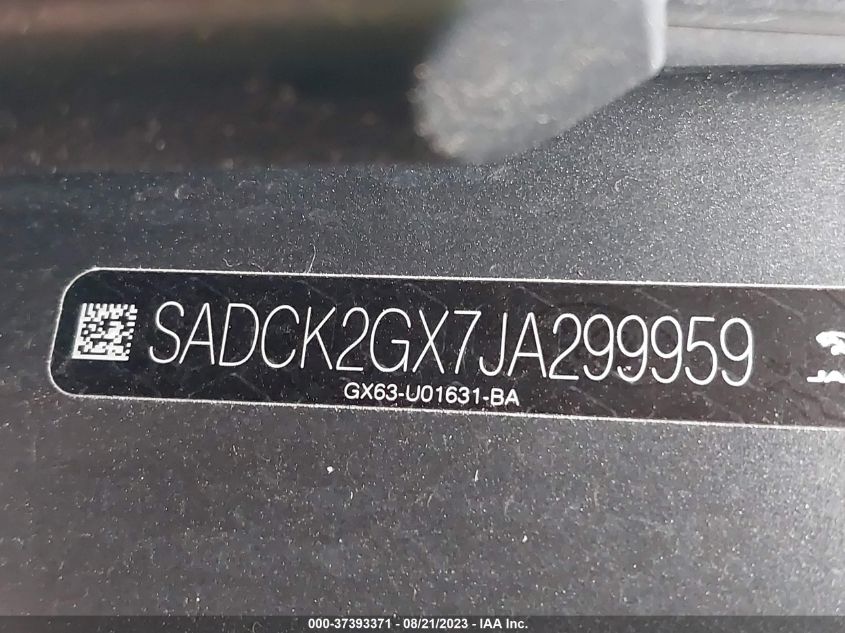 SADCK2GX7JA299959
GX63-U01631-BA
000-37393371 - 08/21/2023 - IAA Inc.